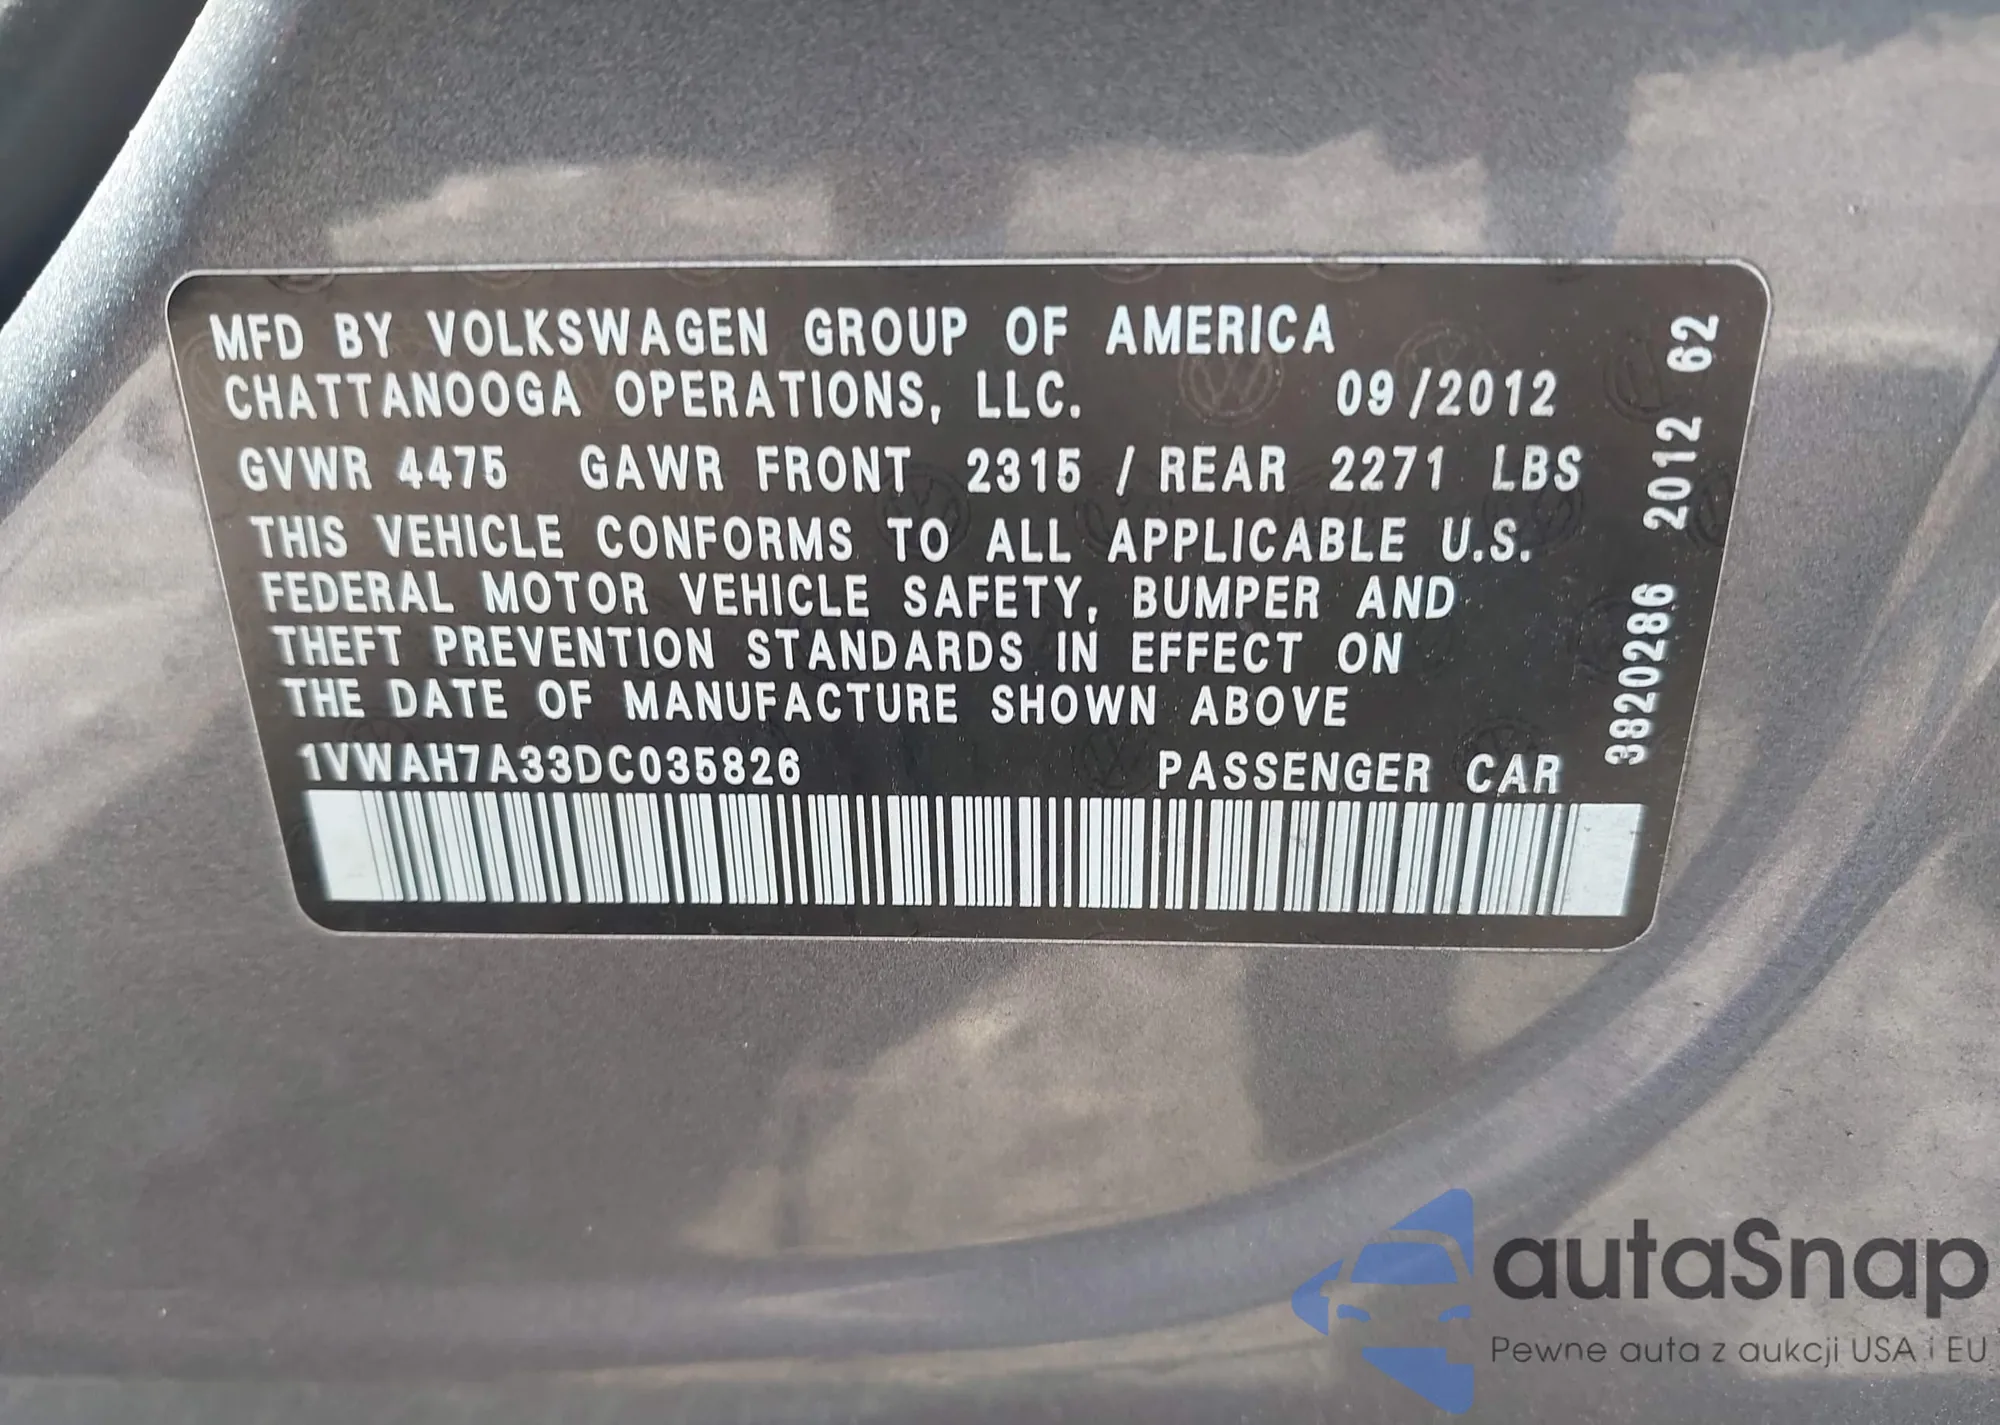 MFD BY VOLKSWAGEN GROUP OF AMERICA
CHATTANOOGA OPERATIONS, LLC. 09/2012
GVWR 4475 GAWR FRONT 2315 / REAR 2271 LBS
THIS VEHICLE CONFORMS TO ALL APPLICABLE U.S.
FEDERAL MOTOR VEHICLE SAFETY, BUMPER AND
THEFT PREVENTION STANDARDS IN EFFECT ON
THE DATE OF MANUFACTURE SHOWN ABOVE
1VWAH7A33DC035826 PASSENGER CAR
3820286 2012 62
autaSnap
Pewne auta z aukcji USA i EU